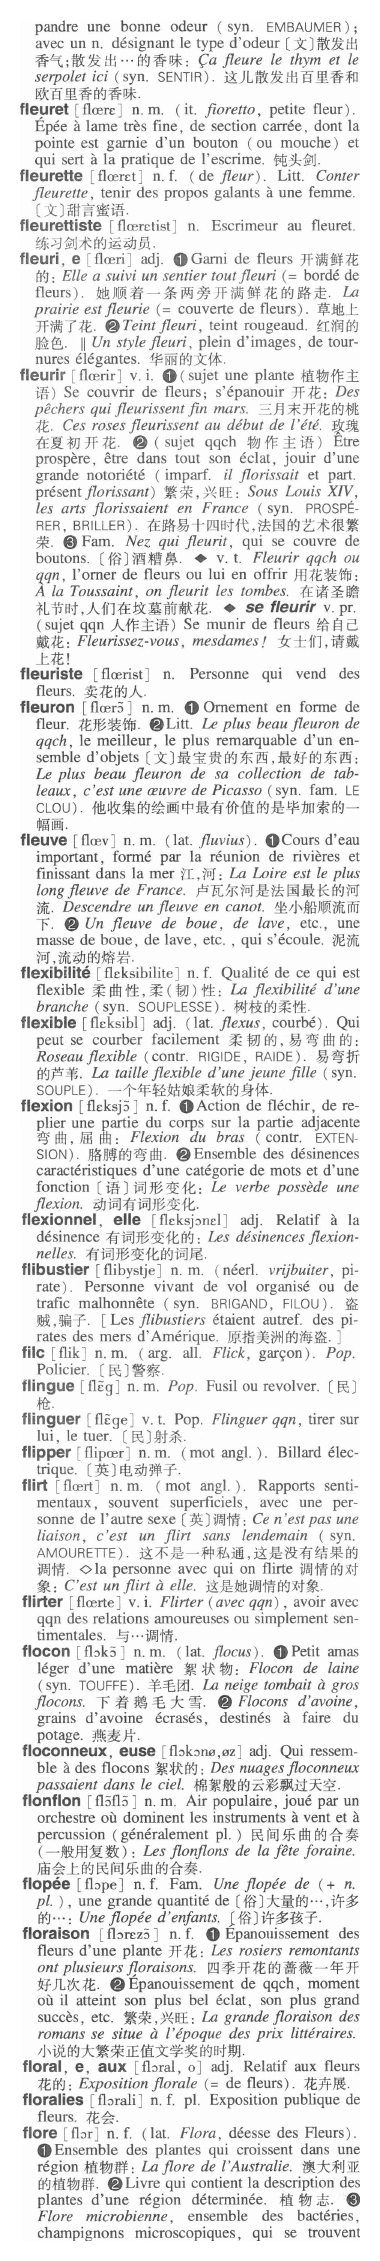 pandre une bonne odeur (syn. EMBAUMER);
avec un n. désignant le type d'odeur〔文〕散发出
香气;散发出…的香味: Ça fleure le thym et le
serpolet ici (syn. SENTIR). 这儿散发出百里香和
欧百里香的香味.
fleuret [flœrɛ] n. m. (it. fioretto, petite fleur).
Épée à lame très fine, de section carrée, dont la
pointe est garnie d'un bouton (ou mouche) et
qui sert à la pratique de l'escrime. 钝头剑.
fleurette [flœrɛt] n. f. (de fleur). Litt. Conter
fleurette, tenir des propos galants à une femme.
〔文〕甜言蜜语.
fleurettiste [flœrɛtist] n. Escrimeur au fleuret.
练习剑术的运动员.
fleuri, e [flœri] adj. ❶ Garni de fleurs 开满鲜花
的: Elle a suivi un sentier tout fleuri (= bordé de
fleurs). 她顺着一条两旁开满鲜花的路走. La
prairie est fleurie (= couverte de fleurs). 草地上
开满了花. ❷ Teint fleuri, teint rougeaud. 红润的
脸色. ‖ Un style fleuri, plein d'images, de tour-
nures élégantes. 华丽的文体.
fleurir [flœrir] v. i. ❶ (sujet une plante 植物作主
语) Se couvrir de fleurs; s'épanouir 开花: Des
pêchers qui fleurissent fin mars. 三月末开花的桃
花. Ces roses fleurissent au début de l'été. 玫瑰
在夏初开花. ❷ (sujet qqch 物作主语) Être
prospère, être dans tout son éclat, jouir d'une
grande notoriété (imparf. il florissait et part.
présent florissant) 繁荣,兴旺: Sous Louis XIV,
les arts florissaient en France (syn. PROSPÉ-
RER, BRILLER). 在路易十四时代,法国的艺术很繁
荣. ❸ Fam. Nez qui fleurit, qui se couvre de
boutons. 〔俗〕酒糟鼻. ◆ v. t. Fleurir qqch ou
qqn, l'orner de fleurs ou lui en offrir 用花装饰:
À la Toussaint, on fleurit les tombes. 在诸圣瞻
礼节时,人们在坟墓前献花. ◆ se fleurir v. pr.
(sujet qqn 人作主语) Se munir de fleurs 给自己
戴花: Fleurissez-vous, mesdames! 女士们,请戴
上花!
fleuriste [flœrist] n. Personne qui vend des
fleurs. 卖花的人.
fleuron [flœrɔ̃] n. m. ❶ Ornement en forme de
fleur. 花形装饰. ❷ Litt. Le plus beau fleuron de
qqch, le meilleur, le plus remarquable d'un en-
semble d'objets〔文〕最宝贵的东西,最好的东西:
Le plus beau fleuron de sa collection de tab-
leaux, c'est une œuvre de Picasso (syn. fam. LE
CLOU). 他收集的绘画中最有价值的是毕加索的一
幅画.
fleuve [flœv] n. m. (lat. fluvius). ❶ Cours d'eau
important, formé par la réunion de rivières et
finissant dans la mer 江,河: La Loire est le plus
long fleuve de France. 卢瓦尔河是法国最长的河
流. Descendre un fleuve en canot. 坐小船顺流而
下. ❷ Un fleuve de boue, de lave, etc., une
masse de boue, de lave, etc., qui s'écoule. 泥流
河,流动的熔岩.
flexibilité [flɛksibilite] n. f. Qualité de ce qui est
flexible 柔曲性,柔(韧)性: La flexibilité d'une
branche (syn. SOUPLESSE). 树枝的柔性.
flexible [flɛksibl] adj. (lat. flexus, courbé). Qui
peut se courber facilement 柔韧的,易弯曲的:
Roseau flexible (contr. RIGIDE, RAIDE). 易弯折
的芦苇. La taille flexible d'une jeune fille (syn.
SOUPLE). 一个年轻姑娘柔软的身体.
flexion [flɛksjɔ̃] n. f. ❶ Action de fléchir, de re-
plier une partie du corps sur la partie adjacente
弯曲,屈曲: Flexion du bras (contr. EXTEN-
SION). 胳膊的弯曲. ❷ Ensemble des désinences
caractéristiques d'une catégorie de mots et d'une
fonction〔语〕词形变化: Le verbe possède une
flexion. 动词有词形变化.
flexionnel, elle [flɛksjɔnɛl] adj. Relatif à la
désinence 有词形变化的: Les désinences flexion-
nelles. 有词形变化的词尾.
flibustier [flibystje] n. m. (néerl. vrijbuiter, pi-
rate). Personne vivant de vol organisé ou de
trafic malhonnête (syn. BRIGAND, FILOU). 盗
贼,骗子. [Les flibustiers étaient autref. des pi-
rates des mers d'Amérique. 原指美洲的海盗.]
flic [flik] n. m. (arg. all. Flick, garçon). Pop.
Policier. 〔民〕警察.
flingue [flɛ̃g] n. m. Pop. Fusil ou revolver. 〔民〕
枪.
flinguer [flɛ̃ge] v. t. Pop. Flinguer qqn, tirer sur
lui, le tuer. 〔民〕射杀.
flipper [flipœr] n. m. (mot angl.). Billard élec-
trique. 〔英〕电动弹子.
flirt [flœrt] n. m. (mot angl.). Rapports senti-
mentaux, souvent superficiels, avec une per-
sonne de l'autre sexe〔英〕调情: Ce n'est pas une
liaison, c'est un flirt sans lendemain (syn.
AMOURETTE). 这不是一种私通,这是没有结果的
调情. ◇ la personne avec qui on flirte 调情的对
象: C'est un flirt à elle. 这是她调情的对象.
flirter [flœrte] v. i. Flirter (avec qqn), avoir avec
qqn des relations amoureuses ou simplement sen-
timentales. 与…调情.
flocon [flɔkɔ̃] n. m. (lat. flocus). ❶ Petit amas
léger d'une matière 絮状物: Flocon de laine
(syn. TOUFFE). 羊毛团. La neige tombait à gros
flocons. 下着鹅毛大雪. ❷ Flocons d'avoine,
grains d'avoine écrasés, destinés à faire du
potage. 燕麦片.
floconneux, euse [flɔkɔnø,øz] adj. Qui ressem-
ble à des flocons 絮状的: Des nuages floconneux
passaient dans le ciel. 棉絮般的云彩飘过天空.
flonflon [flɔ̃flɔ̃] n. m. Air populaire, joué par un
orchestre où dominent les instruments à vent et à
percussion (généralement pl.) 民间乐曲的合奏
(一般用复数): Les flonflons de la fête foraine.
庙会上的民间乐曲的合奏.
flopée [flɔpe] n. f. Fam. Une flopée de (+ n.
pl.), une grande quantité de〔俗〕大量的…,许多
的…: Une flopée d'enfants. 〔俗〕许多孩子.
floraison [flɔrɛzɔ̃] n. f. ❶ Épanouissement des
fleurs d'une plante 开花: Les rosiers remontants
ont plusieurs floraisons. 四季开花的蔷薇一年开
好几次花. ❷ Épanouissement de qqch, moment
où il atteint son plus bel éclat, son plus grand
succès, etc. 繁荣,兴旺: La grande floraison des
romans se situe à l'époque des prix littéraires.
小说的大繁荣正值文学奖的时期.
floral, e, aux [flɔral, o] adj. Relatif aux fleurs
花的: Exposition florale (= de fleurs). 花卉展.
floralies [flɔrali] n. f. pl. Exposition publique de
fleurs. 花会.
flore [flɔr] n. f. (lat. Flora, déesse des Fleurs).
❶ Ensemble des plantes qui croissent dans une
région 植物群: La flore de l'Australie. 澳大利亚
的植物群. ❷ Livre qui contient la description des
plantes d'une région déterminée. 植物志. ❸
Flore microbienne, ensemble des bactéries,
champignons microscopiques, qui se trouvent